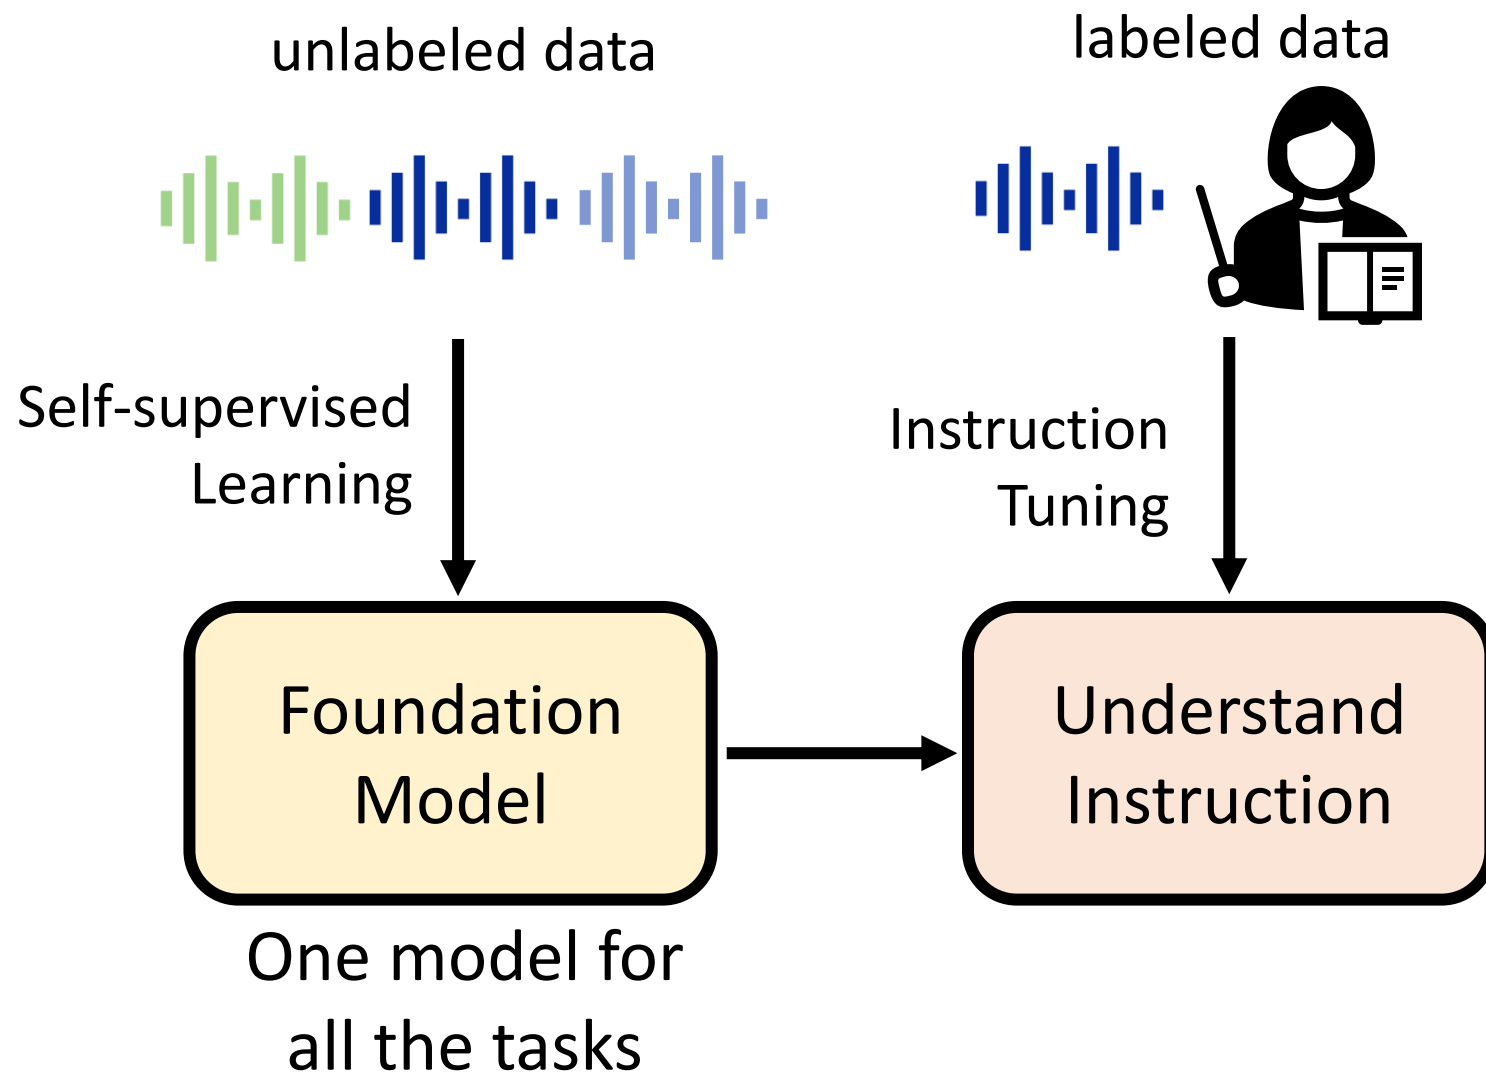 unlabeled data
labeled data
Self-supervised
Learning
Instruction
Tuning
Foundation
Model
Understand
Instruction
One model for
all the tasks